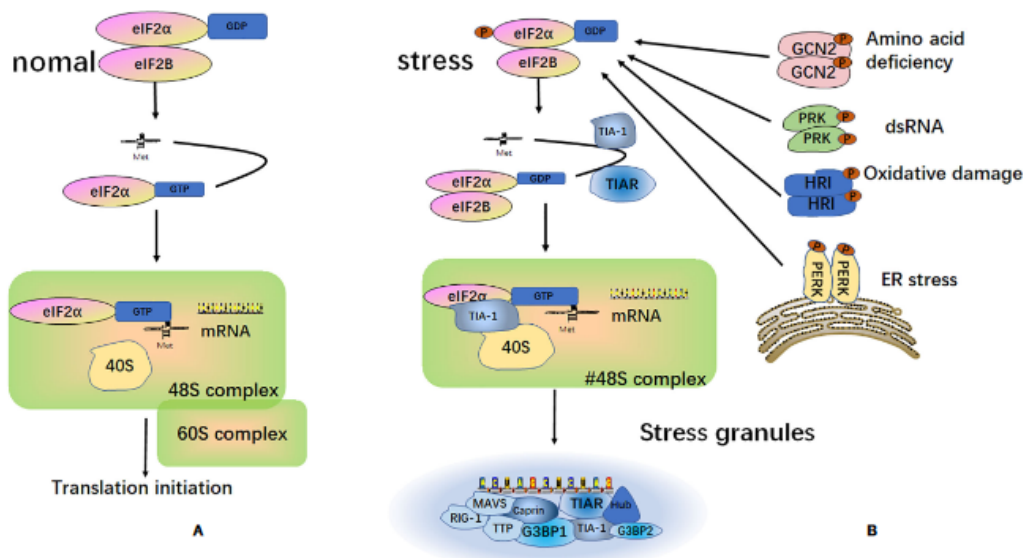 nomal
eIF2α
GDP
eIF2B
Met
eIF2α
GTP
eIF2α
GTP
Met
mRNA
40S
48S complex
60S complex
Translation initiation
A
stress
P
eIF2α
GDP
eIF2B
Met
TIA-1
TIAR
eIF2α
GDP
eIF2B
eIF2α
GTP
TIA-1
Met
mRNA
40S
#48S complex
Stress granules
MAVS
Caprin
TIAR
Hub
RIG-1
TTP
G3BP1
TIA-1
G3BP2
GCN2
P
GCN2
P
Amino acid
deficiency
PRK
P
PRK
P
dsRNA
HRI
P
HRI
P
Oxidative damage
P
P
PERK
PERK
ER stress
B